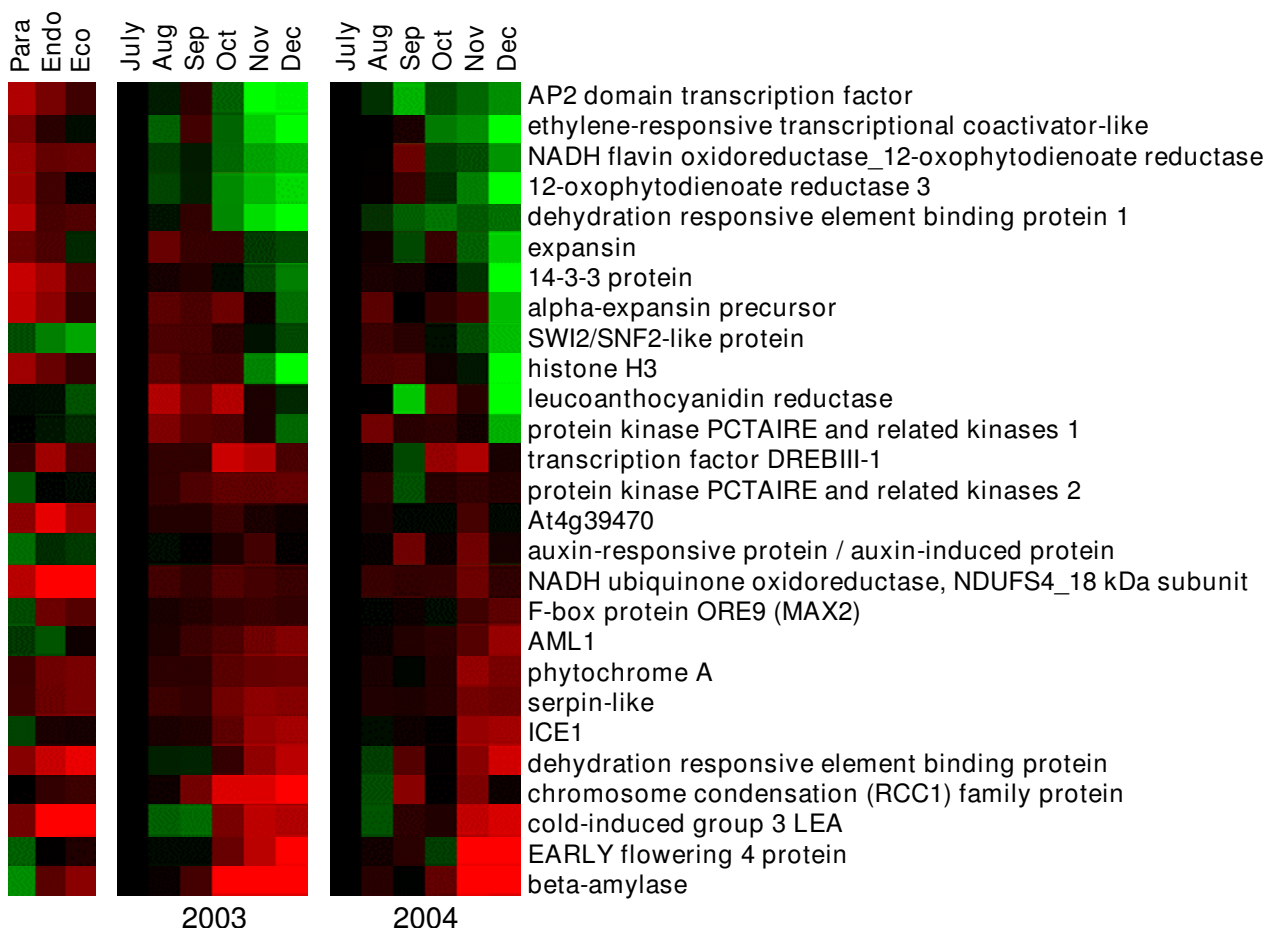 Para Endo Eco July Aug Sep Oct Nov Dec July Aug Sep Oct Nov Dec
AP2 domain transcription factor
ethylene-responsive transcriptional coactivator-like
NADH flavin oxidoreductase_12-oxophytodienoate reductase
12-oxophytodienoate reductase 3
dehydration responsive element binding protein 1
expansin
14-3-3 protein
alpha-expansin precursor
SWI2/SNF2-like protein
histone H3
leucoanthocyanidin reductase
protein kinase PCTAIRE and related kinases 1
transcription factor DREBIII-1
protein kinase PCTAIRE and related kinases 2
At4g39470
auxin-responsive protein / auxin-induced protein
NADH ubiquinone oxidoreductase, NDUFS4_18 kDa subunit
F-box protein ORE9 (MAX2)
AML1
phytochrome A
serpin-like
ICE1
dehydration responsive element binding protein
chromosome condensation (RCC1) family protein
cold-induced group 3 LEA
EARLY flowering 4 protein
beta-amylase
2003 2004